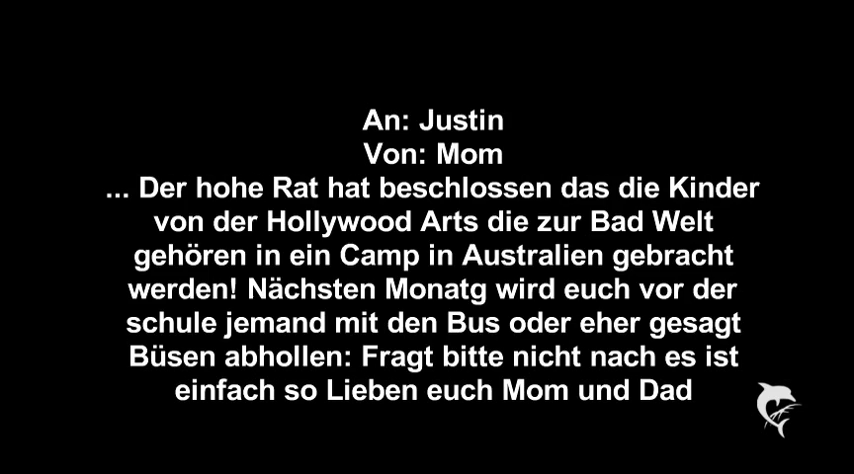 An: Justin
Von: Mom
... Der hohe Rat hat beschlossen das die Kinder
von der Hollywood Arts die zur Bad Welt
gehören in ein Camp in Australien gebracht
werden! Nächsten Monatg wird euch vor der
schule jemand mit den Bus oder eher gesagt
Büsen abhollen: Fragt bitte nicht nach es ist
einfach so Lieben euch Mom und Dad